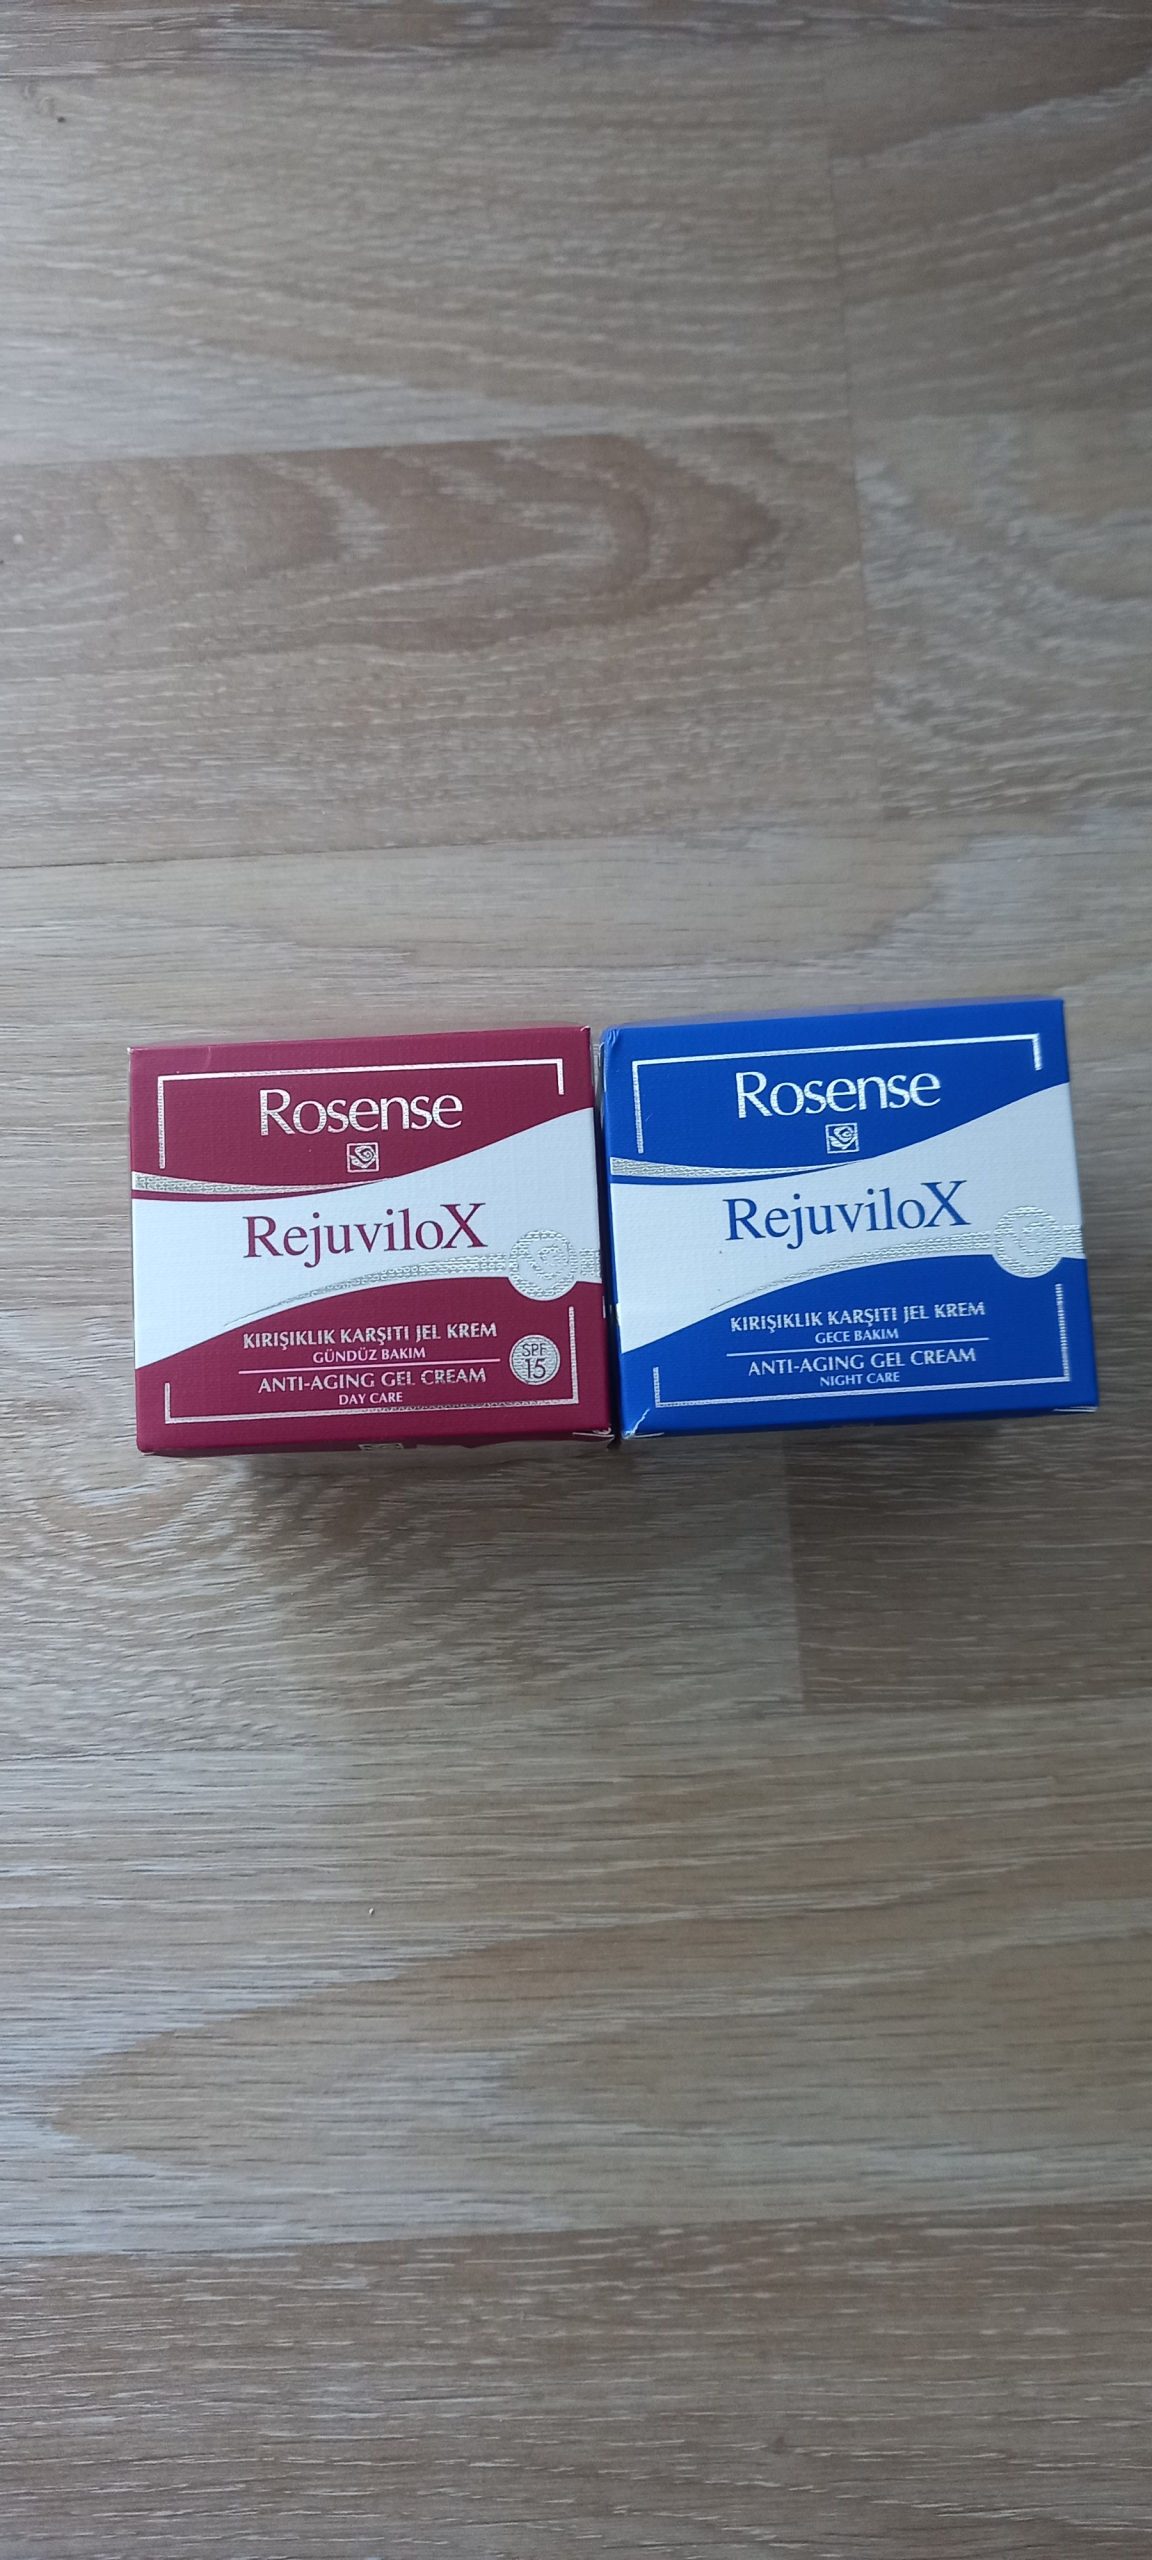 Rosense
RejuviloX
KIRIŞIKLIK KARŞITI JEL KREM
GÜNDÜZ BAKIM
ANTI-AGING GEL CREAM
DAY CARE
SPF
15
Rosense
RejuviloX
KIRIŞIKLIK KARŞITI JEL KREM
GECE BAKIM
ANTI-AGING GEL CREAM
NIGHT CARE